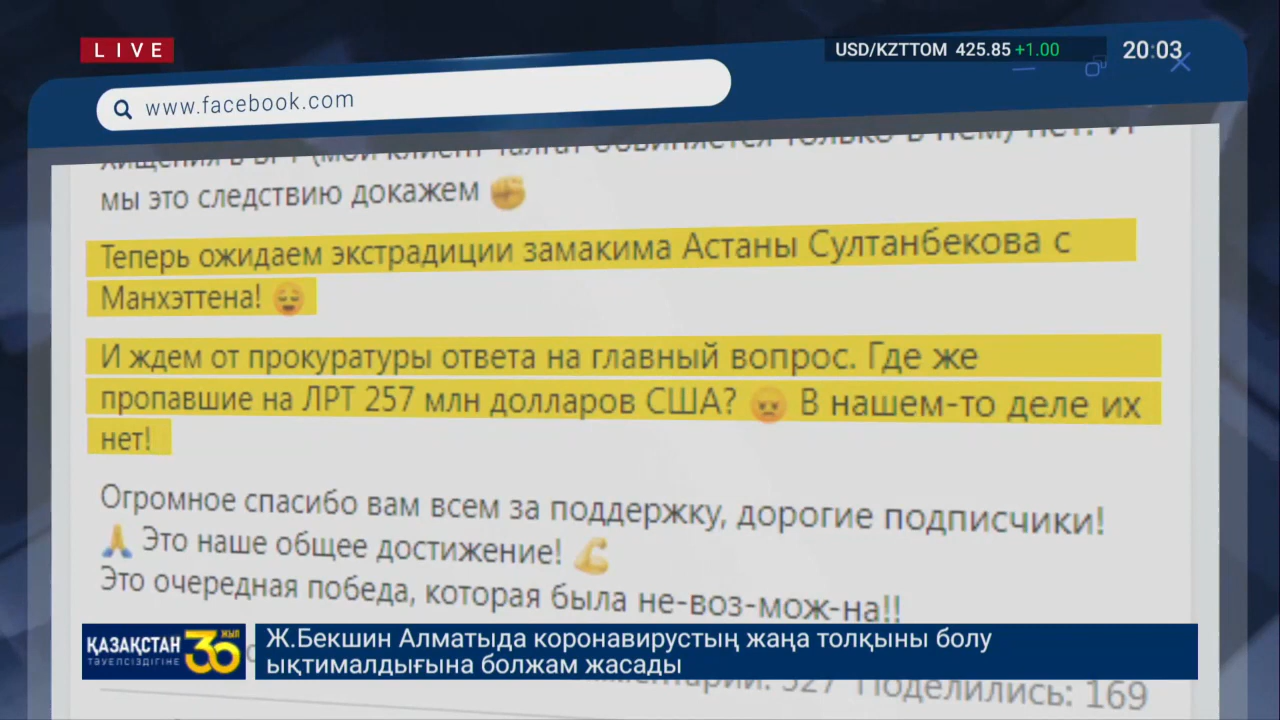 LIVE
USD/KZTTOM 425.85 +1.00
20:03
www.facebook.com
мы это следствию докажем
Теперь ожидаем экстрадиции замакима Астаны Султанбекова с
Манхэттена!
И ждем от прокуратуры ответа на главный вопрос. Где же
пропавшие на ЛРТ 257 млн долларов США? В нашем-то деле их
нет!
Огромное спасибо вам всем за поддержку, дорогие подписчики!
Это наше общее достижение!
Это очередная победа, которая была не-воз-мож-на!!
ҚАЗАҚСТАН
ТӘУЕЛСІЗДІГІНЕ
30 ЖЫЛ
Ж.Бекшин Алматыда коронавирустың жаңа толқыны болу
ықтималдығына болжам жасады
Поделились: 169